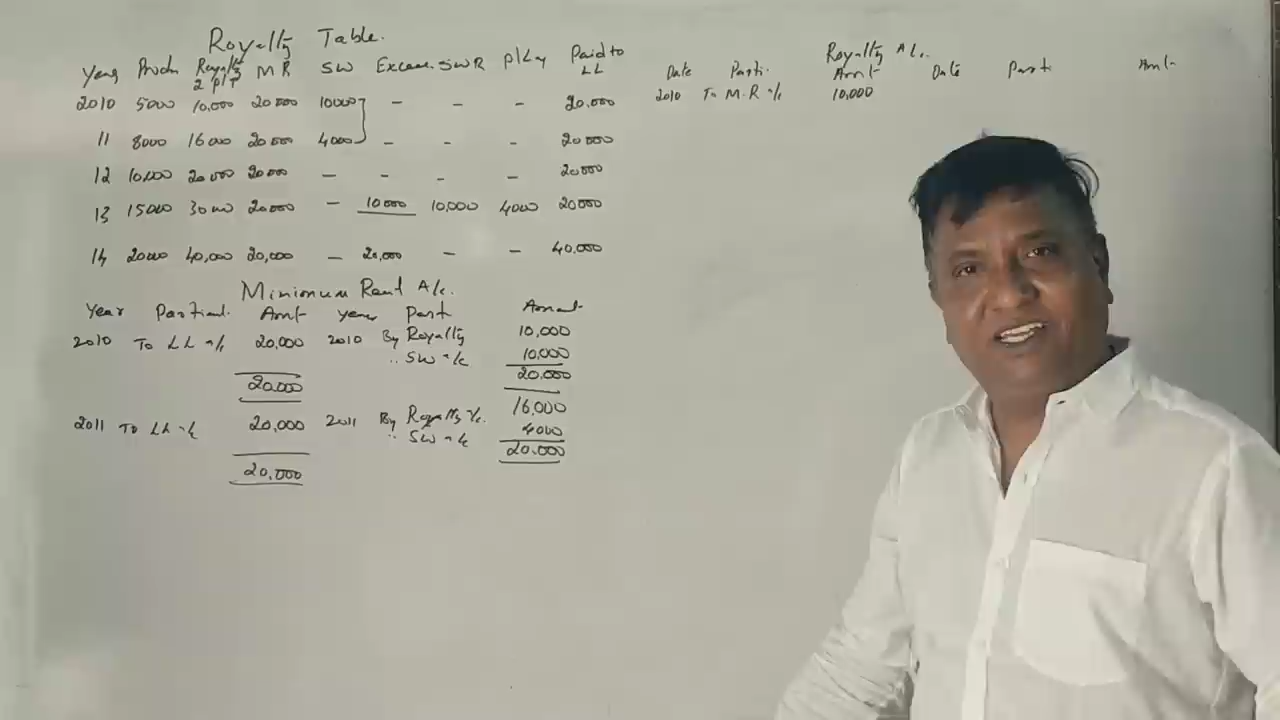 Royalty Table.
Year Prodn Royalty 2 p/T M R SW Excess. SWR P/L a/c Paid to LL
2010 5000 10,000 20000 10000 - - - 20,000
11 8000 16000 20000 4000 - - - 20000
12 10,000 20000 20000 - - - - 20000
13 15000 30000 20000 - 10000 10,000 4000 20000
14 20000 40,000 20,000 - 20,000 - - 40,000
Minimum Rent A/c.
Year Particul. Amt Year Part Amount
2010 To LL a/c 20,000 2010 By Royalty 10,000
" SW a/c 10,000
20,000 20,000
2011 To LL a/c 20,000 2011 By Royalty a/c. 16,000
" SW a/c 4000
20,000 20,000
Royalty A/c.
Date Parti. Amt Date Parti Amt
2010 To M.R a/c 10,000